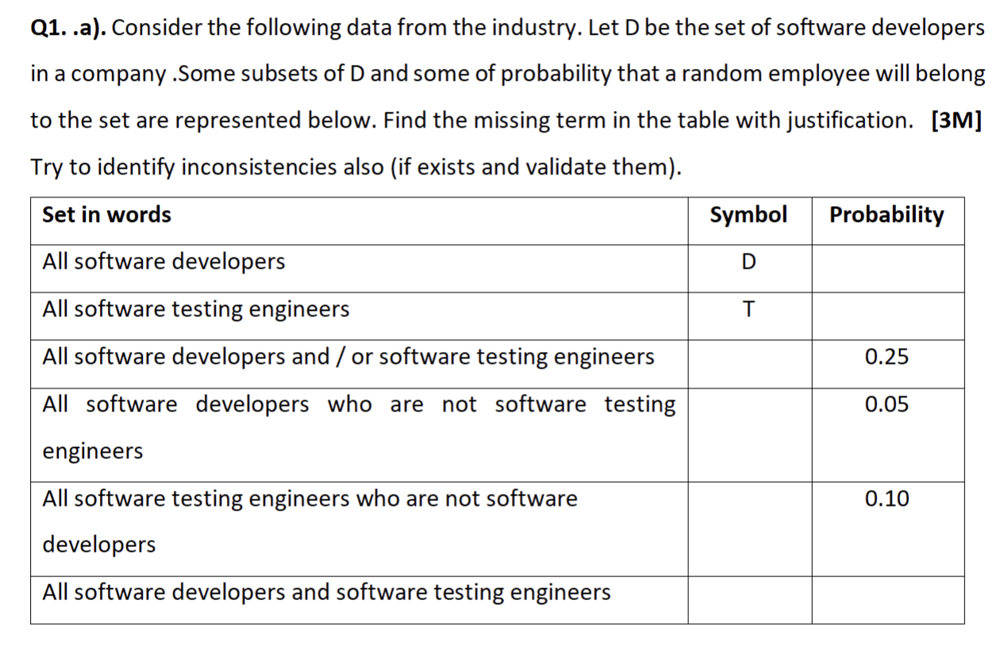 Q1. .a). Consider the following data from the industry. Let D be the set of software developers
in a company .Some subsets of D and some of probability that a random employee will belong
to the set are represented below. Find the missing term in the table with justification. [3M]
Try to identify inconsistencies also (if exists and validate them).
Set in words Symbol Probability
All software developers D
All software testing engineers T
All software developers and / or software testing engineers 0.25
All software developers who are not software testing 0.05
engineers
All software testing engineers who are not software 0.10
developers
All software developers and software testing engineers